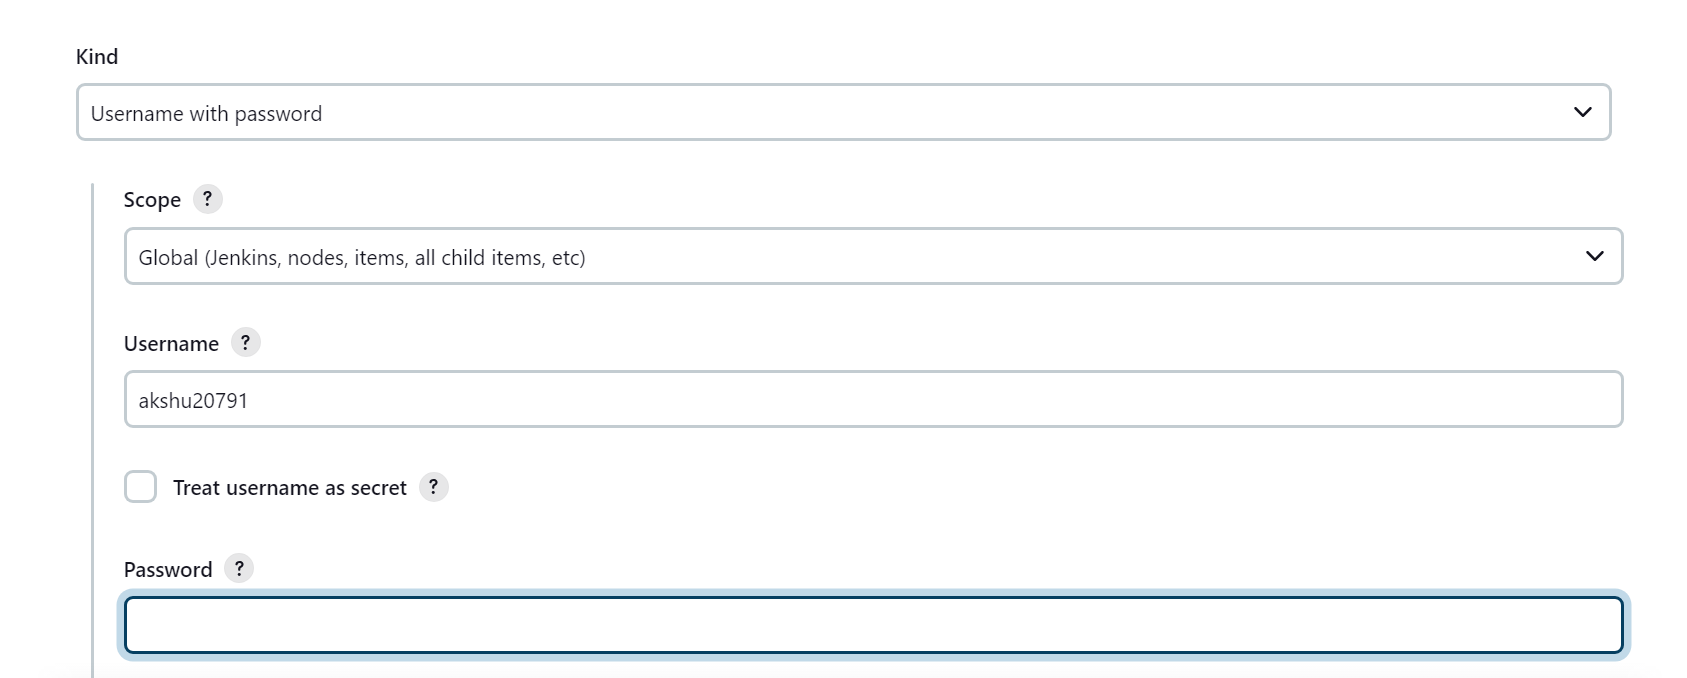 Kind
Username with password
Scope ?
Global (Jenkins, nodes, items, all child items, etc)
Username ?
akshu20791
Treat username as secret ?
Password ?